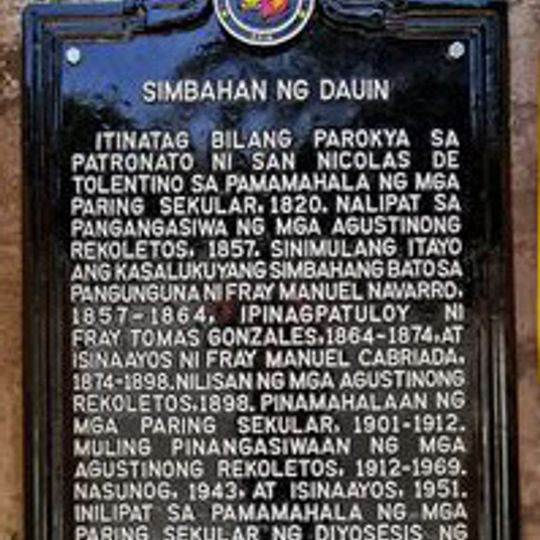 SIMBAHAN NG DAUIN
ITINATAG BILANG PAROKYA SA
PATRONATO NI SAN NICOLAS DE
TOLENTINO SA PAMAMAHALA NG MGA
PARING SEKULAR, 1820. NALIPAT SA
PANGANGASIWA NG MGA AGUSTINONG
REKOLETOS, 1857. SINIMULANG ITAYO
ANG KASALUKUYANG SIMBAHANG BATO SA
PANGUNGUNA NI FRAY MANUEL NAVARRO,
1857-1864, IPINAGPATULOY NI
FRAY TOMAS GONZALES, 1864-1874, AT
ISINAAYOS NI FRAY MANUEL CABRIADA,
1874-1898. NILISAN NG MGA AGUSTINONG
REKOLETOS, 1898. PINAMAHALAAN NG
MGA PARING SEKULAR, 1901-1912.
MULING PINANGASIWAAN NG MGA
AGUSTINONG REKOLETOS, 1912-1969.
NASUNOG, 1943, AT ISINAAYOS, 1951.
INILIPAT SA PAMAMAHALA NG MGA
PARING SEKULAR NG DIYOSESIS NG